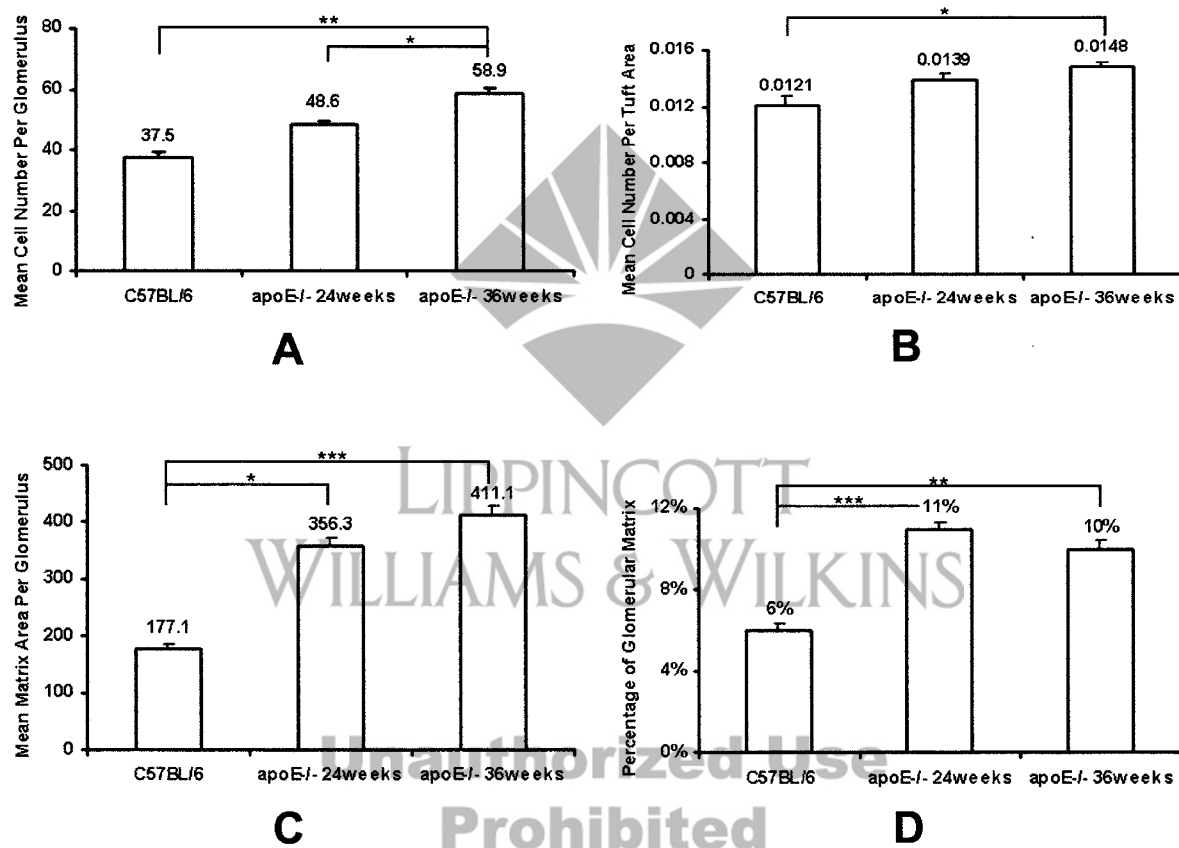 Mean Cell Number Per Glomerulus
80
60
40
20
0
**
*
37.5
48.6
58.9
C57BL/6
apoE-/- 24weeks
apoE-/- 36weeks
A
Mean Cell Number Per Tuft Area
0.016
0.012
0.008
0.004
0
*
0.0121
0.0139
0.0148
C57BL/6
apoE-/- 24weeks
apoE-/- 36weeks
B
Mean Matrix Area Per Glomerulus
500
400
300
200
100
0
***
*
177.1
356.3
411.1
C57BL/6
apoE-/- 24weeks
apoE-/- 36weeks
C
Percentage of Glomerular Matrix
12%
8%
4%
0%
**
***
6%
11%
10%
C57BL/6
apoE-/- 24weeks
apoE-/- 36weeks
D
LIPPINCOTT
WILLIAMS & WILKINS
Unauthorized Use
Prohibited